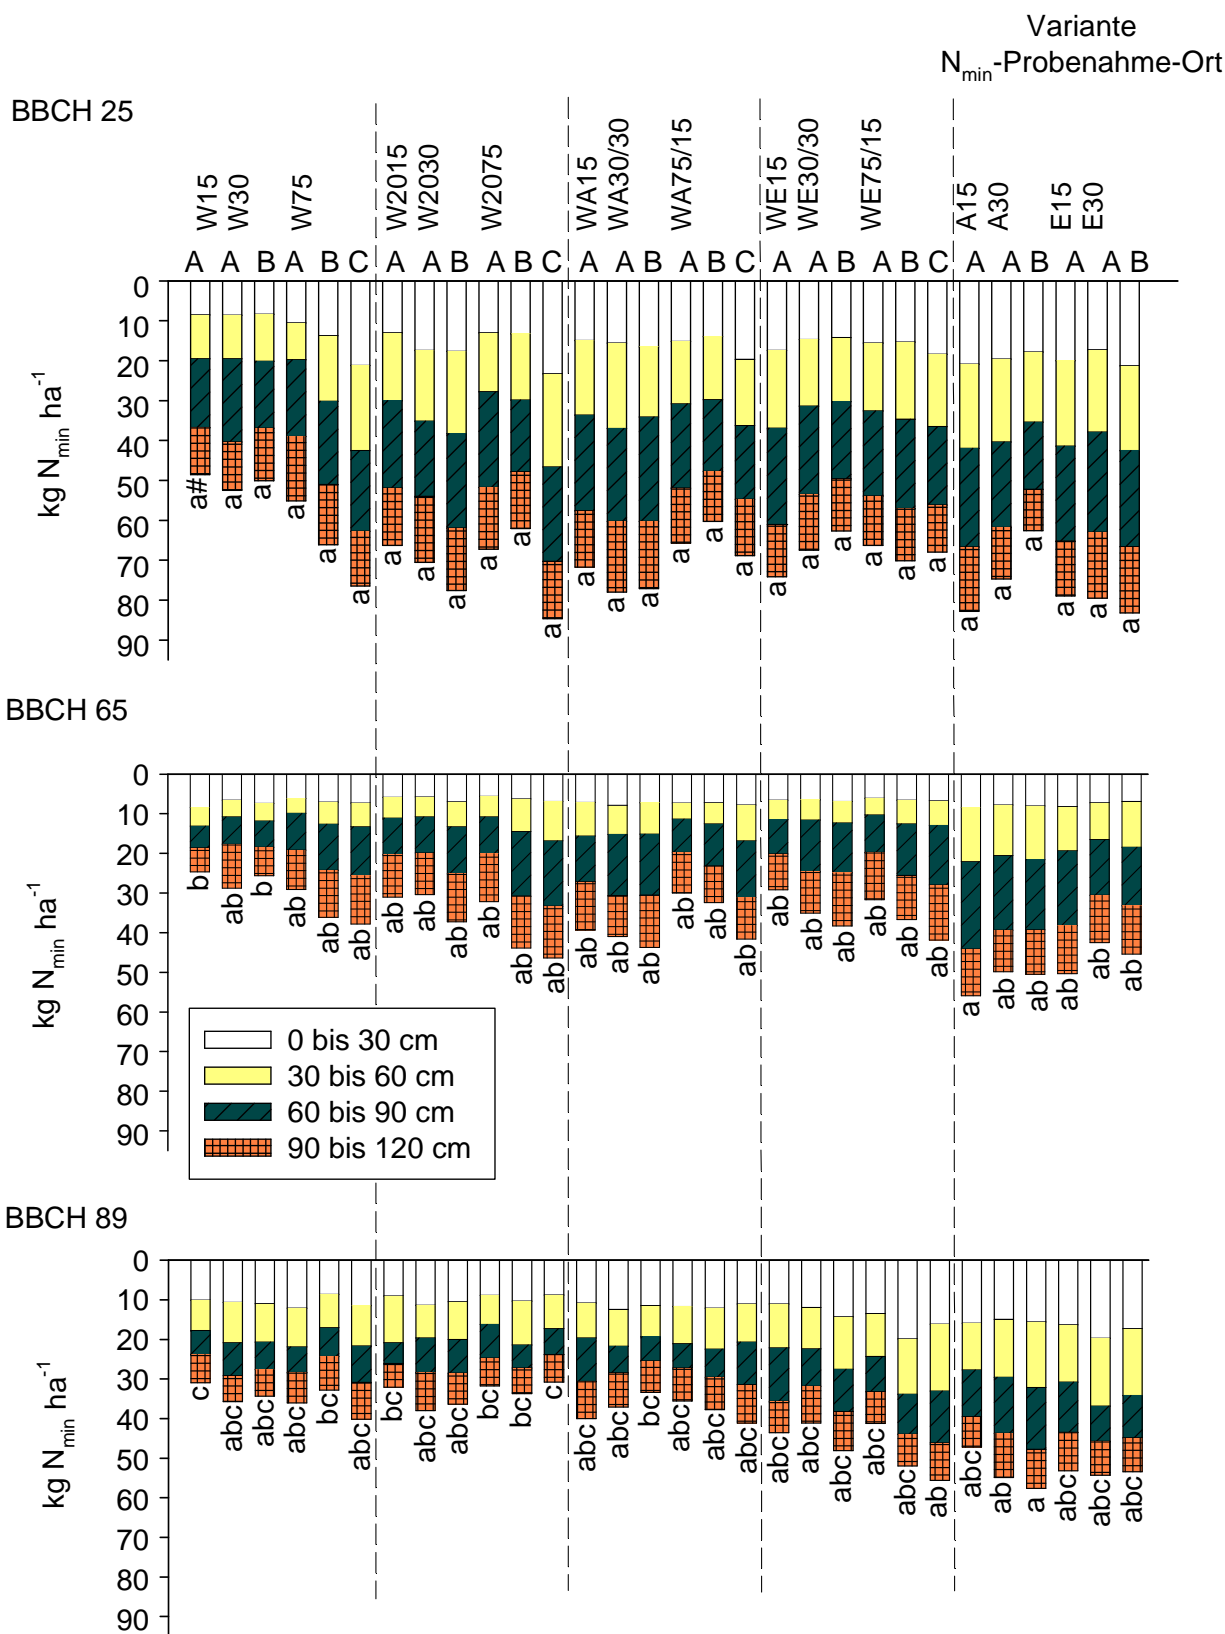 Variante
Nmin-Probenahme-Ort
BBCH 25
W15 W30 W75 W2015 W2030 W2075 WA15 WA30/30 WA75/15 WE15 WE30/30 WE75/15 A15 A30 E15 E30
A A B A B C A A B A B C A A B A B C A A B A B C A A B A A B
kg Nmin ha-1
0
10
20
30
40
50
60
70
80
90
a# a a a a a a a a a a a a a a a a a a a a a a a a a a a a a
BBCH 65
kg Nmin ha-1
0
10
20
30
40
50
60
70
80
90
b ab b ab ab ab ab ab ab ab ab ab ab ab ab ab ab ab ab ab ab ab ab ab a ab ab ab ab ab
0 bis 30 cm
30 bis 60 cm
60 bis 90 cm
90 bis 120 cm
BBCH 89
kg Nmin ha-1
0
10
20
30
40
50
60
70
80
90
c abc abc abc bc abc bc abc abc bc bc c abc abc bc abc abc abc abc abc abc abc abc ab abc ab a abc abc abc